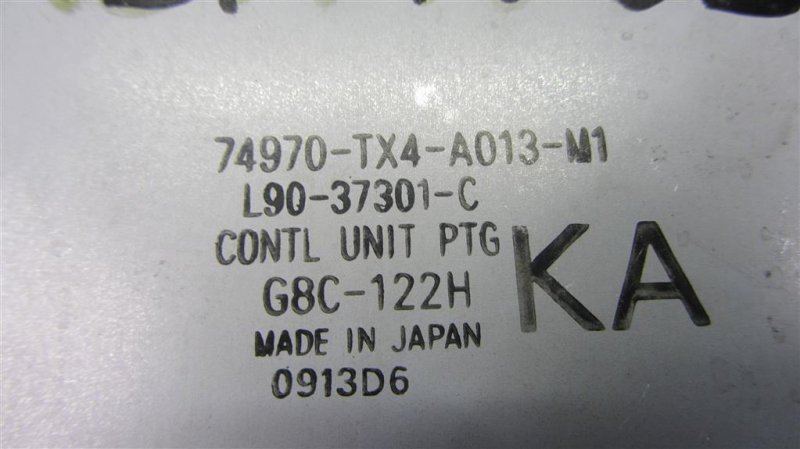 74970-TX4-A013-M1
L90-37301-C
CONTL UNIT PTG
KA
G8C-122H
MADE IN JAPAN
0913D6